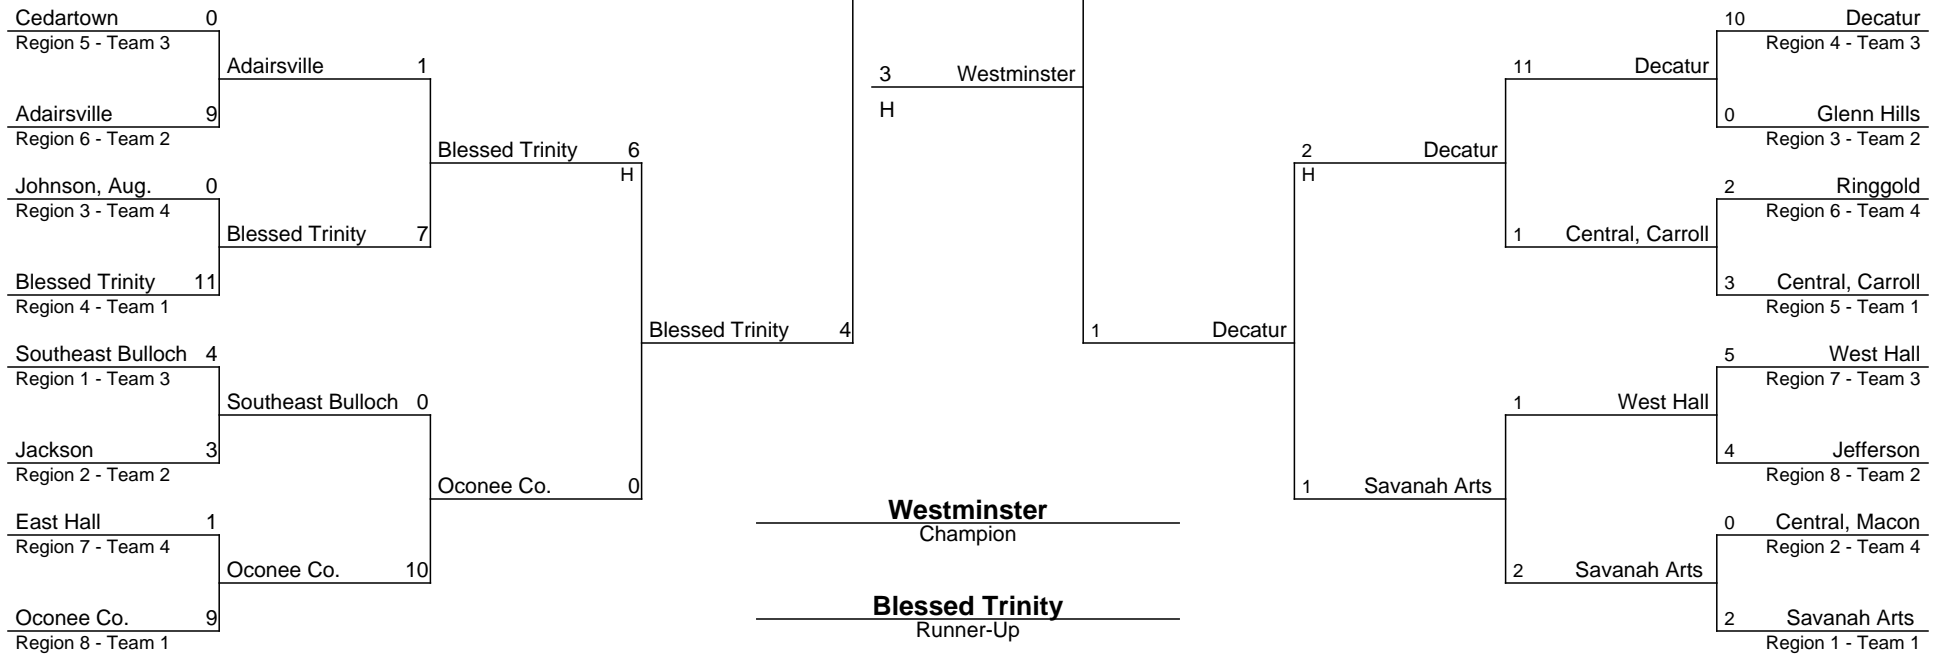 Cedartown 0
Region 5 - Team 3
Adairsville 1
Adairsville 9
Region 6 - Team 2
Blessed Trinity 6
H
Johnson, Aug. 0
Region 3 - Team 4
Blessed Trinity 7
Blessed Trinity 11
Region 4 - Team 1
Blessed Trinity 4
Southeast Bulloch 4
Region 1 - Team 3
Southeast Bulloch 0
Jackson 3
Region 2 - Team 2
Oconee Co. 0
East Hall 1
Region 7 - Team 4
Oconee Co. 10
Oconee Co. 9
Region 8 - Team 1
3 Westminster
H
Westminster
Champion
Blessed Trinity
Runner-Up
10 Decatur
Region 4 - Team 3
11 Decatur
0 Glenn Hills
Region 3 - Team 2
2 Decatur
H
2 Ringgold
Region 6 - Team 4
1 Central, Carroll
3 Central, Carroll
Region 5 - Team 1
1 Decatur
5 West Hall
Region 7 - Team 3
1 West Hall
4 Jefferson
Region 8 - Team 2
1 Savanah Arts
0 Central, Macon
Region 2 - Team 4
2 Savanah Arts
2 Savanah Arts
Region 1 - Team 1